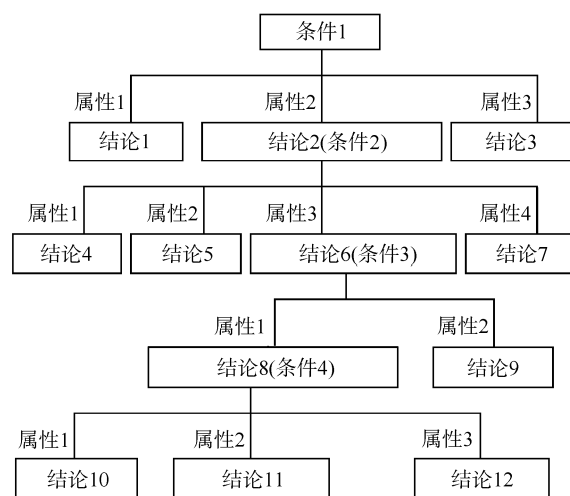 条件1
属性1 属性2 属性3
结论1 结论2(条件2) 结论3
属性1 属性2 属性3 属性4
结论4 结论5 结论6(条件3) 结论7
属性1 属性2
结论8(条件4) 结论9
属性1 属性2 属性3
结论10 结论11 结论12